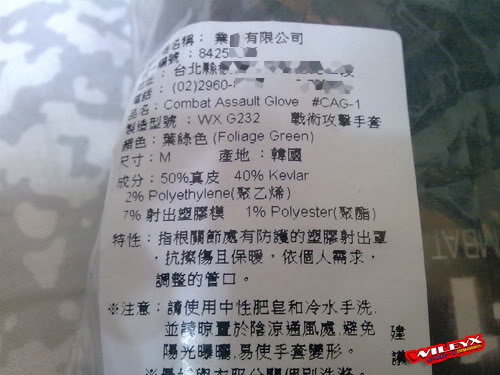 名稱： 業 有限公司
號 : 8425
： 台北縣
話： (02)2960-
品名 : Combat Assault Glove #CAG-1
製造型號 : WX G232 戰術攻擊手套
顏色：葉綠色 (Foliage Green)
尺寸：M 產地：韓國
成分：50%真皮 40% Kevlar
2% Polyethylene(聚乙烯)
7% 射出塑膠模 1% Polyester(聚酯)
特性：指根關節處有防護的塑膠射出罩
，抗擦傷且保暖，依個人需求，
調整的管口。
※注意：請使用中性肥皂和冷水手洗,
並請晾置於陰涼通風處,避免
陽光曝曬,易使手套變形。
建議
COMBAT
WILEYX